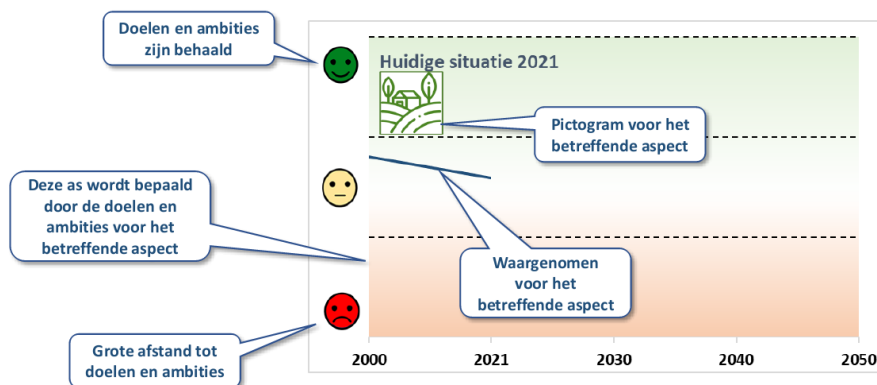 Doelen en ambities
zijn behaald
Huidige situatie 2021
Pictogram voor het
betreffende aspect
Deze as wordt bepaald
door de doelen en
ambities voor het
betreffende aspect
Waargenomen
voor het
betreffende aspect
Grote afstand tot
doelen en ambities
2000 2021 2030 2040 2050